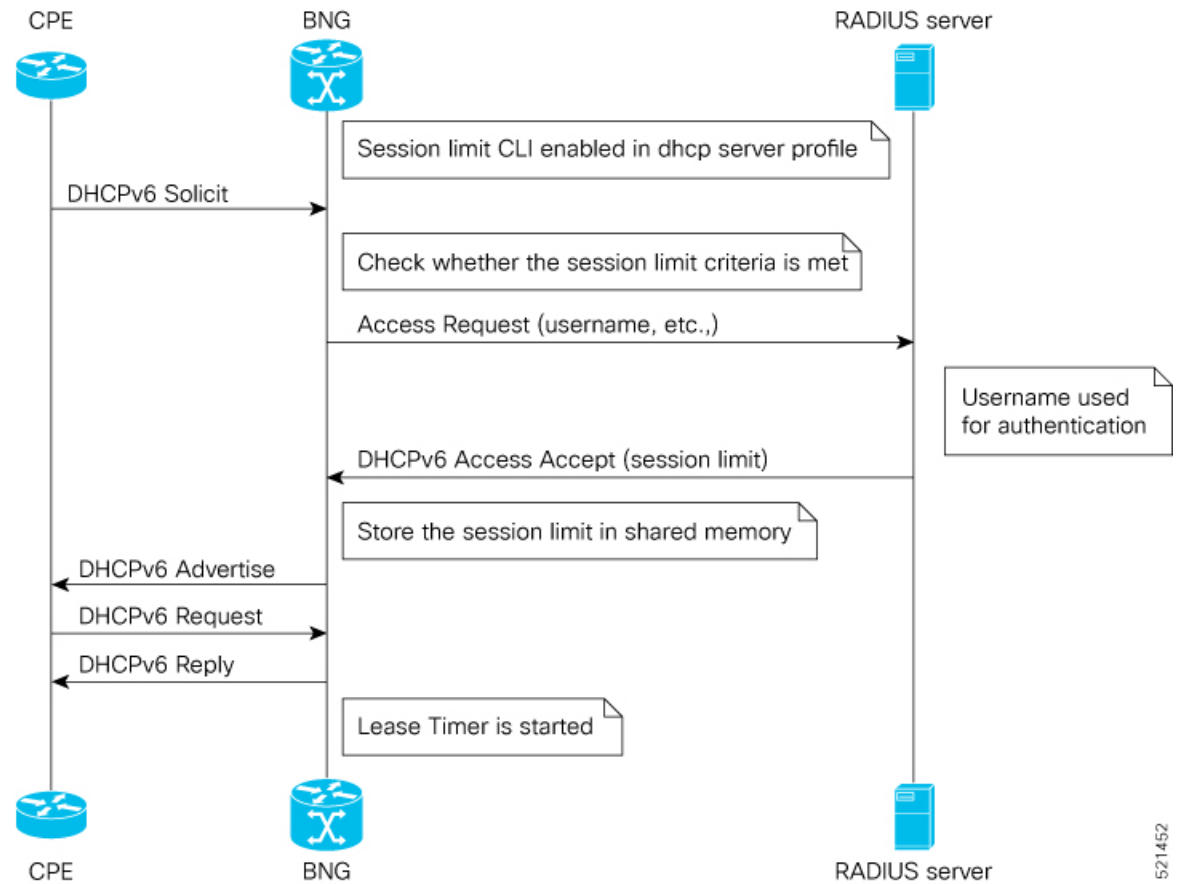 CPE
BNG
RADIUS server
Session limit CLI enabled in dhcp server profile
DHCPv6 Solicit
Check whether the session limit criteria is met
Access Request (username, etc.,)
Username used
for authentication
DHCPv6 Access Accept (session limit)
Store the session limit in shared memory
DHCPv6 Advertise
DHCPv6 Request
DHCPv6 Reply
Lease Timer is started
CPE
BNG
RADIUS server
521452